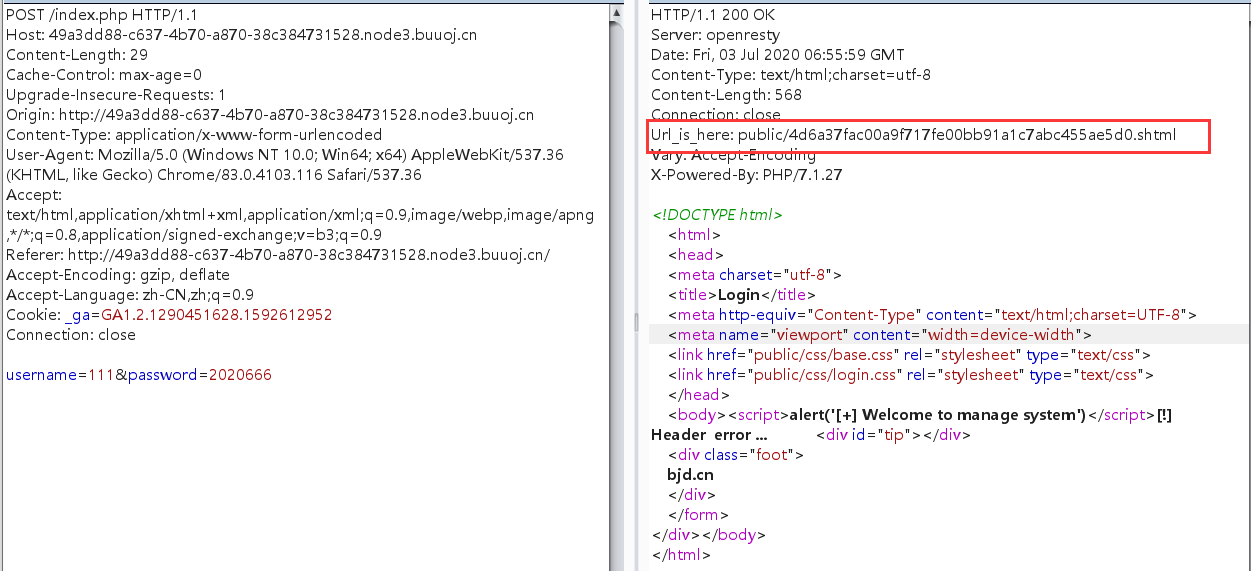 POST /index.php HTTP/1.1
Host: 49a3dd88-c637-4b70-a870-38c384731528.node3.buuoj.cn
Content-Length: 29
Cache-Control: max-age=0
Upgrade-Insecure-Requests: 1
Origin: http://49a3dd88-c637-4b70-a870-38c384731528.node3.buuoj.cn
Content-Type: application/x-www-form-urlencoded
User-Agent: Mozilla/5.0 (Windows NT 10.0; Win64; x64) AppleWebKit/537.36
(KHTML, like Gecko) Chrome/83.0.4103.116 Safari/537.36
Accept:
text/html,application/xhtml+xml,application/xml;q=0.9,image/webp,image/apng
,*/*;q=0.8,application/signed-exchange;v=b3;q=0.9
Referer: http://49a3dd88-c637-4b70-a870-38c384731528.node3.buuoj.cn/
Accept-Encoding: gzip, deflate
Accept-Language: zh-CN,zh;q=0.9
Cookie: _ga=GA1.2.1290451628.1592612952
Connection: close
username=111&password=2020666
HTTP/1.1 200 OK
Server: openresty
Date: Fri, 03 Jul 2020 06:55:59 GMT
Content-Type: text/html;charset=utf-8
Content-Length: 568
Connection: close
Url_is_here: public/4d6a37fac00a9f717fe00bb91a1c7abc455ae5d0.shtml
Vary: Accept-Encoding
X-Powered-By: PHP/7.1.27
<!DOCTYPE html>
<html>
<head>
<meta charset="utf-8">
<title>Login</title>
<meta http-equiv="Content-Type" content="text/html;charset=UTF-8">
<meta name="viewport" content="width=device-width">
<link href="public/css/base.css" rel="stylesheet" type="text/css">
<link href="public/css/login.css" rel="stylesheet" type="text/css">
</head>
<body><script>alert('[+] Welcome to manage system')</script>[!]
Header error ... <div id="tip"></div>
<div class="foot">
bjd.cn
</div>
</form>
</div></body>
</html>